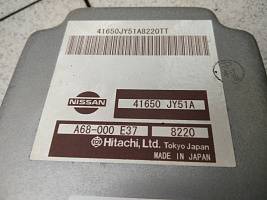 41650JY51A8220TT
NISSAN
41650 JY51A
A68-000 E37
8220
Hitachi, Ltd. Tokyo Japan
MADE IN JAPAN